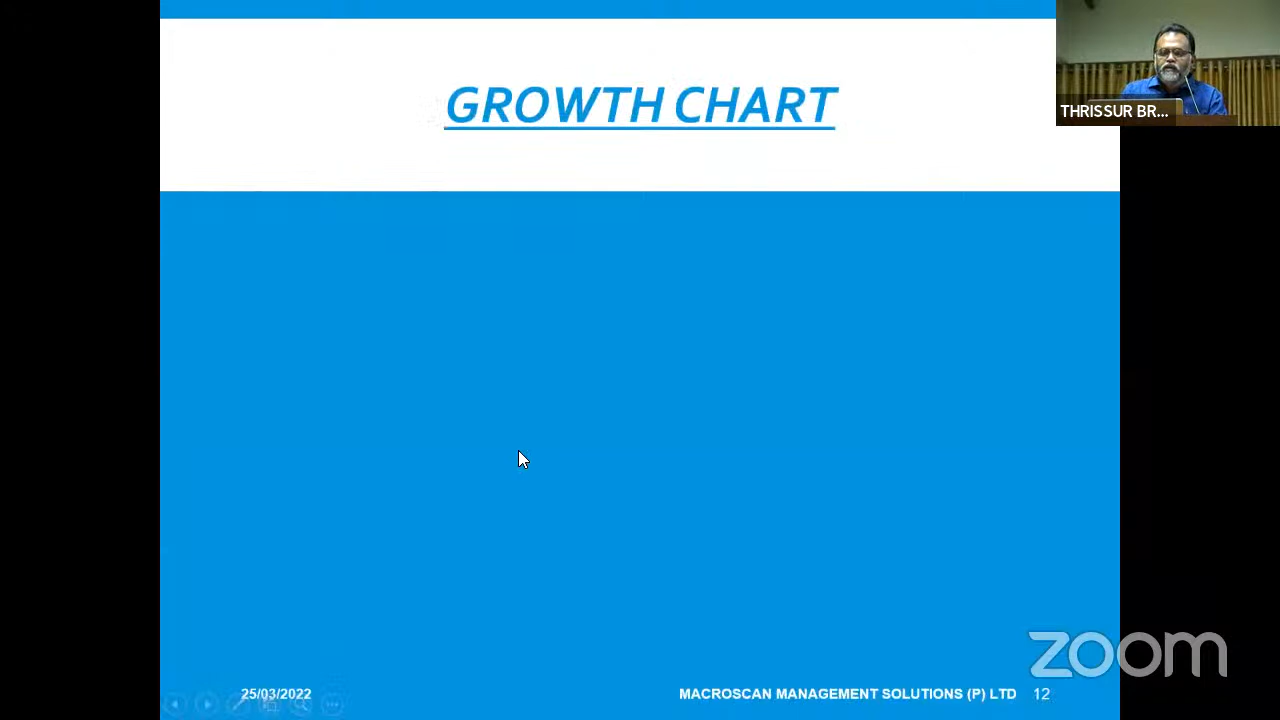 GROWTH CHART
THRISSUR BR...
zoom
25/03/2022
MACROSCAN MANAGEMENT SOLUTIONS (P) LTD 12